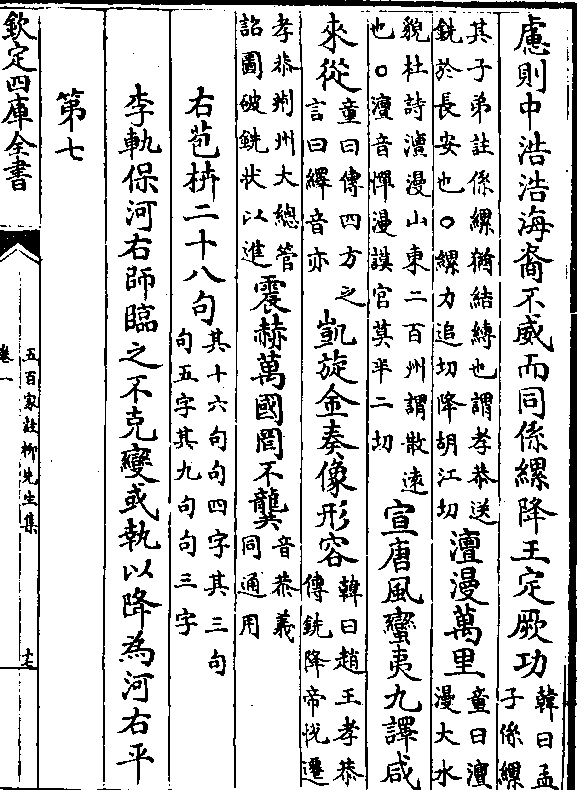 慮則中浩浩海裔不威而同係縲降王定厥功韓曰孟
子係縲
其子弟註係縲猶結縛也謂孝恭送
銑於長安也○縲力追切降胡江切澶漫萬里童曰澶
漫大水
貌杜詩瀆漫山東二百州謂散遠
也○澶音憚漫謨官莫半二切宣唐風蠻夷九譯咸
來從童曰傳四方之
言曰繹音亦凱旋金奏像形容韓曰趙王孝恭
傳銑降帝悅遷
孝恭荆州大總管
詔圖破銑状以進震赫萬國罔不龔音恭義
同通用
右苞枿二十八句其十六句句四字其三句
句五字其九句句三字
李軌保河右師臨之不克變或執以降為河右平
第七
欽定四庫全書
五百家註柳先生集
卷一
十七